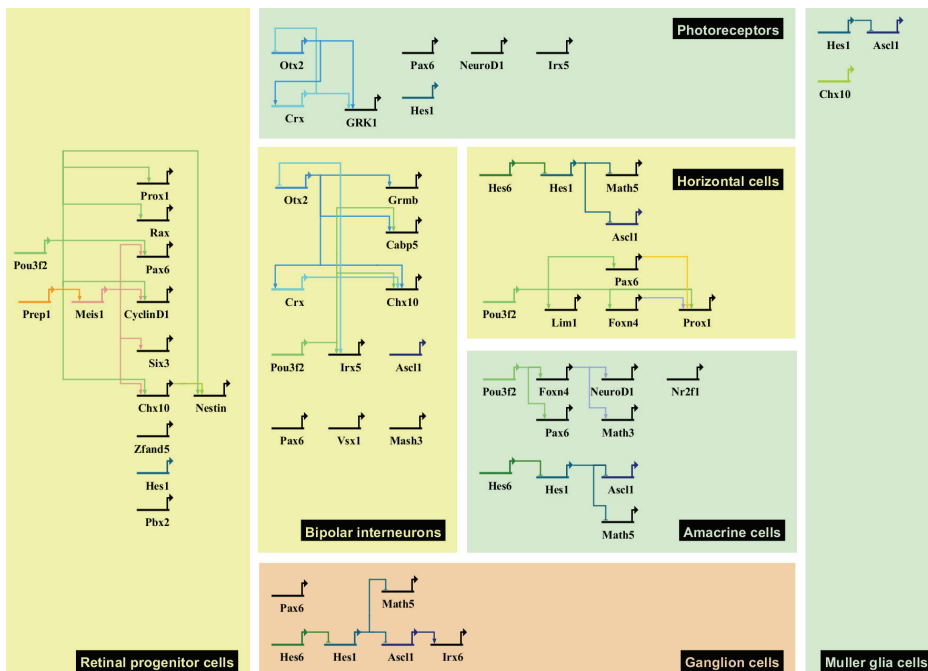 Prox1
Rax
Pou3f2
Pax6
Prep1
Meis1
CyclinD1
Six3
Chx10
Nestin
Zfand5
Hes1
Pbx2
Retinal progenitor cells
Photoreceptors
Otx2
Pax6
NeuroD1
Irx5
Crx
GRK1
Hes1
Otx2
Grmb
Cabp5
Crx
Chx10
Pou3f2
Irx5
Ascl1
Pax6
Vsx1
Mash3
Bipolar interneurons
Horizontal cells
Hes6
Hes1
Math5
Ascl1
Pax6
Pou3f2
Lim1
Foxn4
Prox1
Pou3f2
Foxn4
NeuroD1
Nr2f1
Pax6
Math3
Hes6
Hes1
Ascl1
Math5
Amacrine cells
Pax6
Math5
Hes6
Hes1
Ascl1
Irx6
Ganglion cells
Hes1
Ascl1
Chx10
Muller glia cells